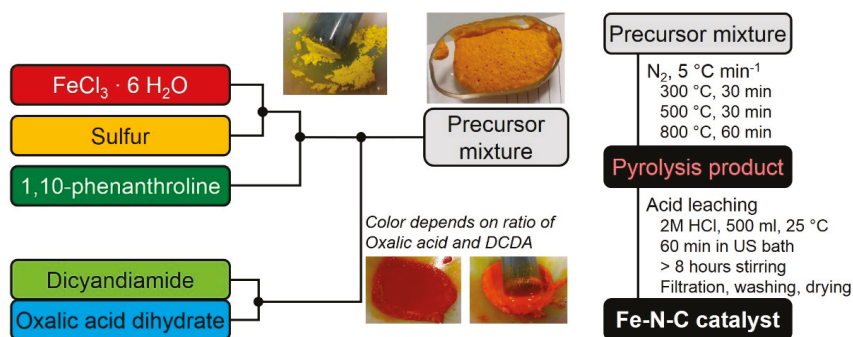 FeCl₃ · 6 H₂O
Sulfur
1,10-phenanthroline
Dicyandiamide
Oxalic acid dihydrate
Precursor
mixture
Color depends on ratio of
Oxalic acid and DCDA
Precursor mixture
N₂, 5 °C min⁻¹
300 °C, 30 min
500 °C, 30 min
800 °C, 60 min
Pyrolysis product
Acid leaching
2M HCl, 500 ml, 25 °C
60 min in US bath
> 8 hours stirring
Filtration, washing, drying
Fe-N-C catalyst